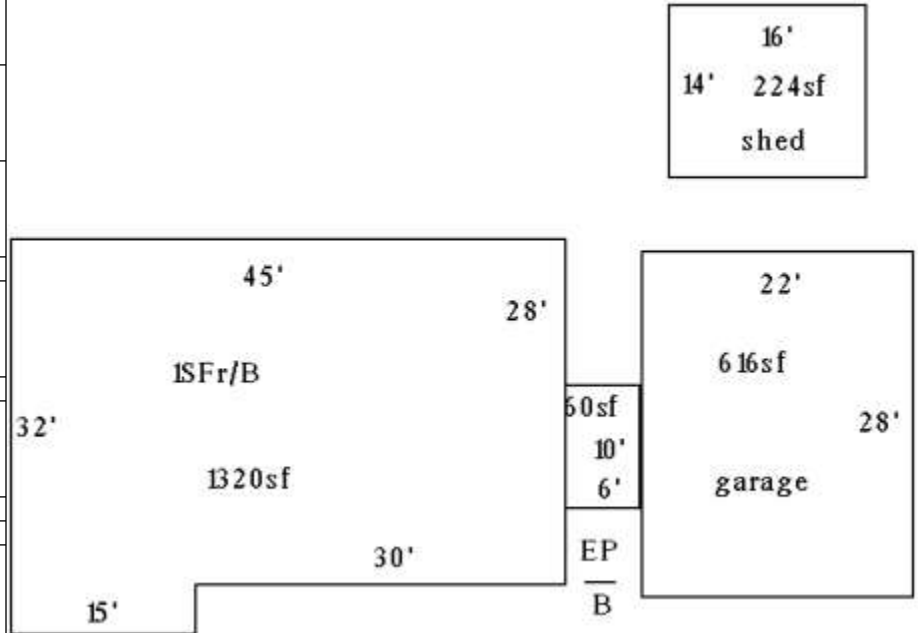 16'
14' 224sf
shed
45'
28'
1SFr/B
32'
1320sf
30'
15'
60sf
10'
6'
EP
B
22'
616sf
28'
garage